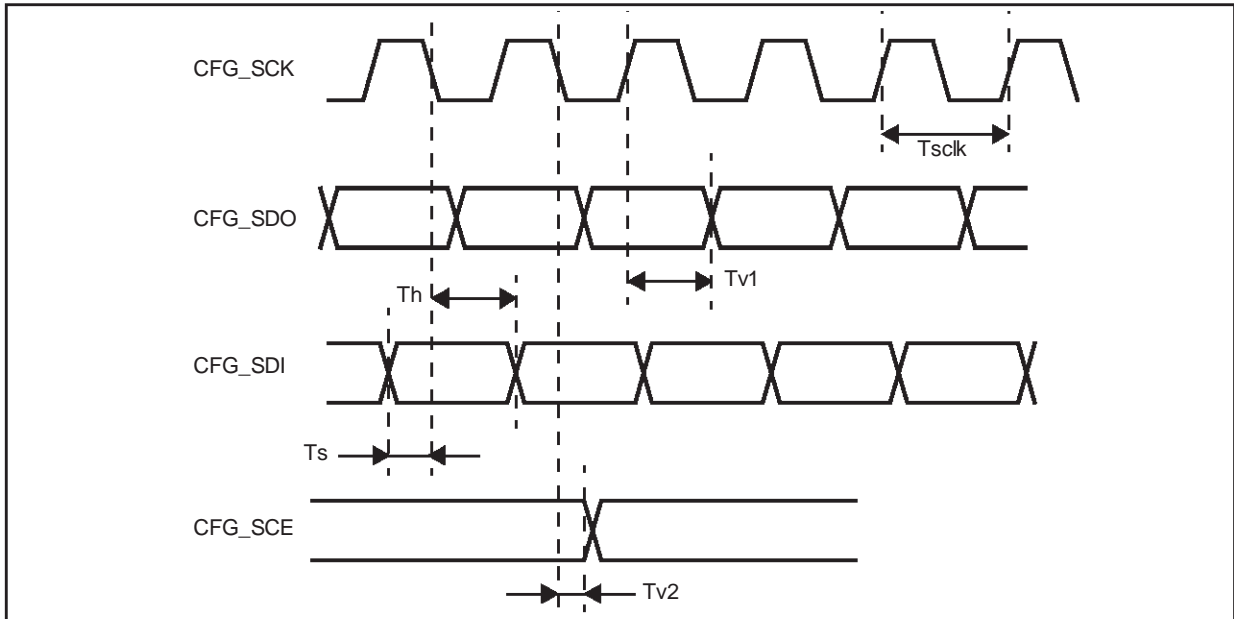 CFG_SCK
Tsclk
CFG_SDO
Tv1
Th
CFG_SDI
Ts
CFG_SCE
Tv2